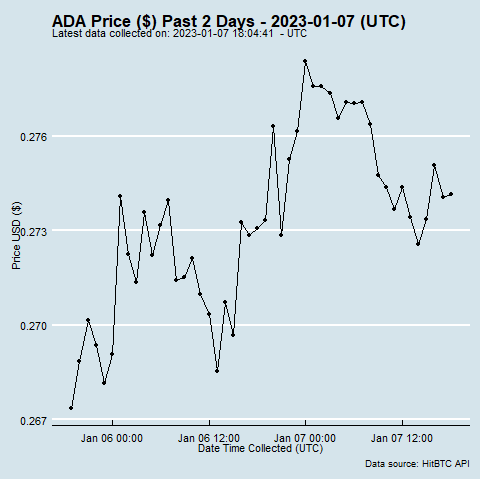 ADA Price ($) Past 2 Days - 2023-01-07 (UTC)
Latest data collected on: 2023-01-07 18:04:41 - UTC
0.276
0.273
0.270
0.267
Price USD ($)
Jan 06 00:00 Jan 06 12:00 Jan 07 00:00 Jan 07 12:00
Date Time Collected (UTC)
Data source: HitBTC API